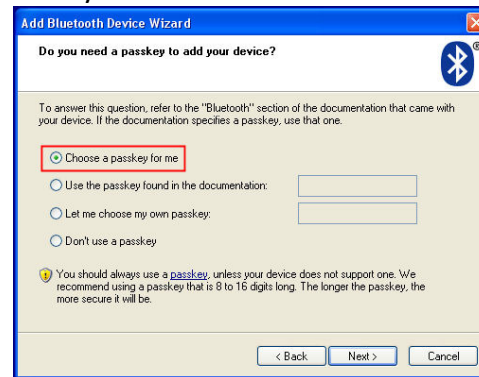 Add Bluetooth Device Wizard
Do you need a passkey to add your device?
To answer this question, refer to the "Bluetooth" section of the documentation that came with
your device. If the documentation specifies a passkey, use that one.
Choose a passkey for me
Use the passkey found in the documentation:
Let me choose my own passkey:
Don't use a passkey
You should always use a passkey, unless your device does not support one. We
recommend using a passkey that is 8 to 16 digits long. The longer the passkey, the
more secure it will be.
< Back Next > Cancel